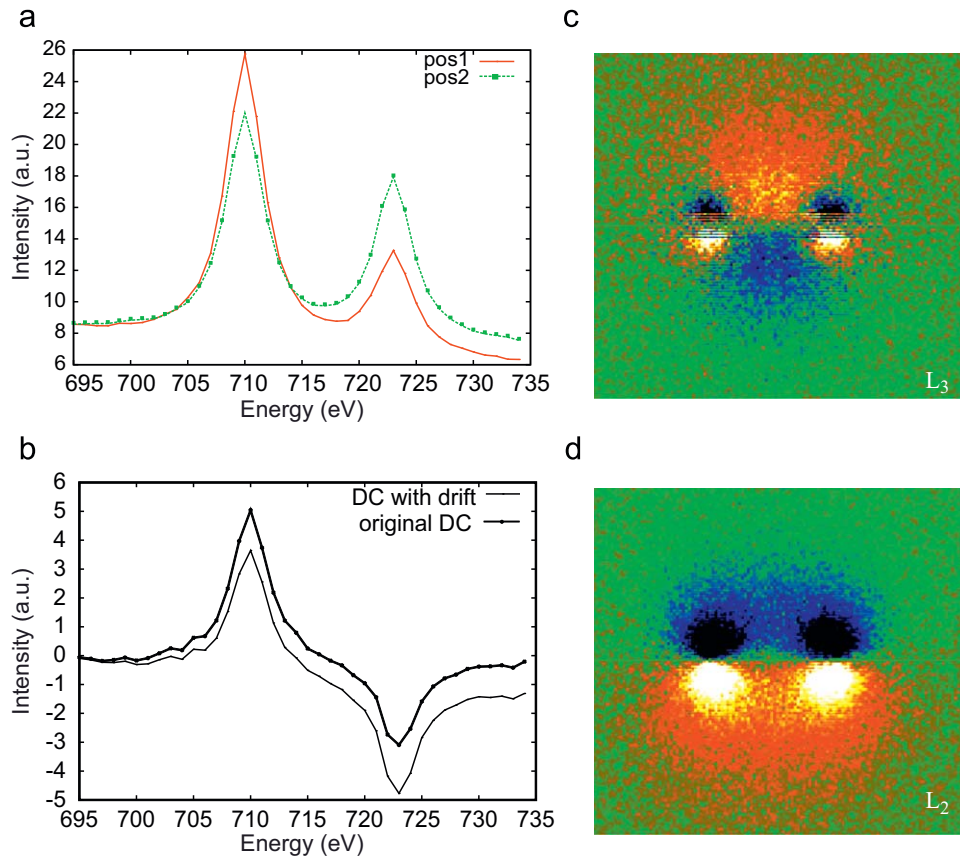 a
26
24
22
20
18
16
14
12
10
8
6
Intensity (a.u.)
pos1
pos2
695 700 705 710 715 720 725 730 735
Energy (eV)
b
6
5
4
3
2
1
0
-1
-2
-3
-4
-5
Intensity (a.u.)
DC with drift
original DC
695 700 705 710 715 720 725 730 735
Energy (eV)
c
L3
d
L2